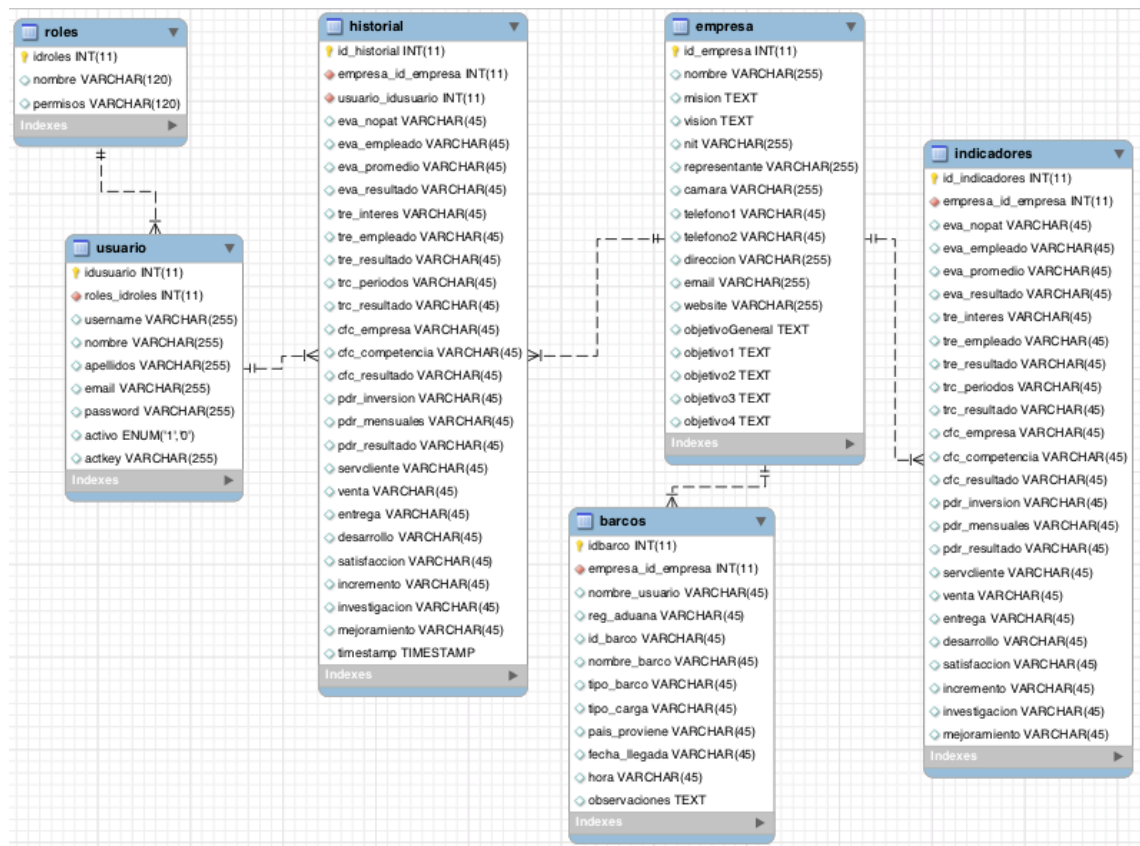 roles
idroles INT(11)
nombre VARCHAR(120)
permisos VARCHAR(120)
Indexes
usuario
idusuario INT(11)
roles_idroles INT(11)
username VARCHAR(255)
nombre VARCHAR(255)
apellidos VARCHAR(255)
email VARCHAR(255)
password VARCHAR(255)
activo ENUM('1','0')
actkey VARCHAR(255)
Indexes
historial
id_historial INT(11)
empresa_id_empresa INT(11)
usuario_idusuario INT(11)
eva_nopat VARCHAR(45)
eva_empleado VARCHAR(45)
eva_promedio VARCHAR(45)
eva_resultado VARCHAR(45)
tre_interes VARCHAR(45)
tre_empleado VARCHAR(45)
tre_resultado VARCHAR(45)
trc_periodos VARCHAR(45)
trc_resultado VARCHAR(45)
cfc_empresa VARCHAR(45)
cfc_competencia VARCHAR(45)
cfc_resultado VARCHAR(45)
pdr_inversion VARCHAR(45)
pdr_mensuales VARCHAR(45)
pdr_resultado VARCHAR(45)
servcliente VARCHAR(45)
venta VARCHAR(45)
entrega VARCHAR(45)
desarrollo VARCHAR(45)
satisfaccion VARCHAR(45)
incremento VARCHAR(45)
investigacion VARCHAR(45)
mejoramiento VARCHAR(45)
timestamp TIMESTAMP
Indexes
empresa
id_empresa INT(11)
nombre VARCHAR(255)
mision TEXT
vision TEXT
nit VARCHAR(255)
representante VARCHAR(255)
camara VARCHAR(255)
telefono1 VARCHAR(45)
telefono2 VARCHAR(45)
direccion VARCHAR(255)
email VARCHAR(255)
website VARCHAR(255)
objetivoGeneral TEXT
objetivo1 TEXT
objetivo2 TEXT
objetivo3 TEXT
objetivo4 TEXT
Indexes
barcos
idbarco INT(11)
empresa_id_empresa INT(11)
nombre_usuario VARCHAR(45)
reg_aduana VARCHAR(45)
id_barco VARCHAR(45)
nombre_barco VARCHAR(45)
tipo_barco VARCHAR(45)
tipo_carga VARCHAR(45)
pais_proviene VARCHAR(45)
fecha_llegada VARCHAR(45)
hora VARCHAR(45)
observaciones TEXT
Indexes
indicadores
id_indicadores INT(11)
empresa_id_empresa INT(11)
eva_nopat VARCHAR(45)
eva_empleado VARCHAR(45)
eva_promedio VARCHAR(45)
eva_resultado VARCHAR(45)
tre_interes VARCHAR(45)
tre_empleado VARCHAR(45)
tre_resultado VARCHAR(45)
trc_periodos VARCHAR(45)
trc_resultado VARCHAR(45)
cfc_empresa VARCHAR(45)
cfc_competencia VARCHAR(45)
cfc_resultado VARCHAR(45)
pdr_inversion VARCHAR(45)
pdr_mensuales VARCHAR(45)
pdr_resultado VARCHAR(45)
servcliente VARCHAR(45)
venta VARCHAR(45)
entrega VARCHAR(45)
desarrollo VARCHAR(45)
satisfaccion VARCHAR(45)
incremento VARCHAR(45)
investigacion VARCHAR(45)
mejoramiento VARCHAR(45)
Indexes